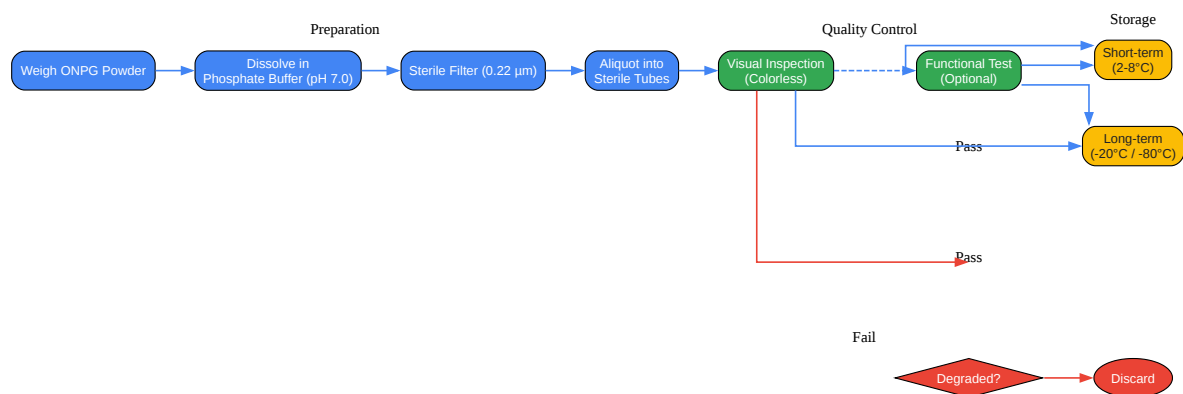 Preparation
Quality Control
Storage
Weigh ONPG Powder
Dissolve in
Phosphate Buffer (pH 7.0)
Sterile Filter (0.22 µm)
Aliquot into
Sterile Tubes
Visual Inspection
(Colorless)
Functional Test
(Optional)
Short-term
(2-8°C)
Long-term
(-20°C / -80°C)
Pass
Pass
Fail
Degraded?
Discard